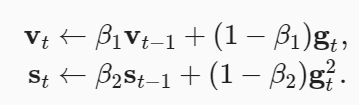 𝐯ₜ ← β₁𝐯ₜ₋₁ + (1 − β₁)𝐠ₜ,
𝐬ₜ ← β₂𝐬ₜ₋₁ + (1 − β₂)𝐠ₜ².